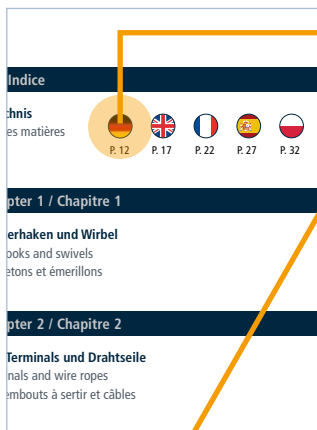 Indice
chnis
es matières
P. 12 P. 17 P. 22 P. 27 P. 32
pter 1 / Chapitre 1
erhaken und Wirbel
ooks and swivels
etons et émerillons
pter 2 / Chapitre 2
Terminals und Drahtseile
nals and wire ropes
embouts à sertir et câbles